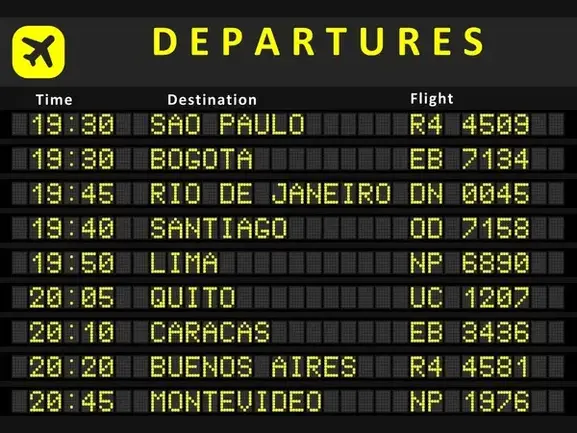 DEPARTURES
Time Destination Flight
19:30 SAO PAULO R4 4509
19:30 BOGOTA EB 7134
19:45 RIO DE JANEIRO DN 0045
19:40 SANTIAGO OD 7158
19:50 LIMA NP 6890
20:05 QUITO UC 1207
20:10 CARACAS EB 3436
20:20 BUENOS AIRES R4 4581
20:45 MONTEVIDEO NP 1976